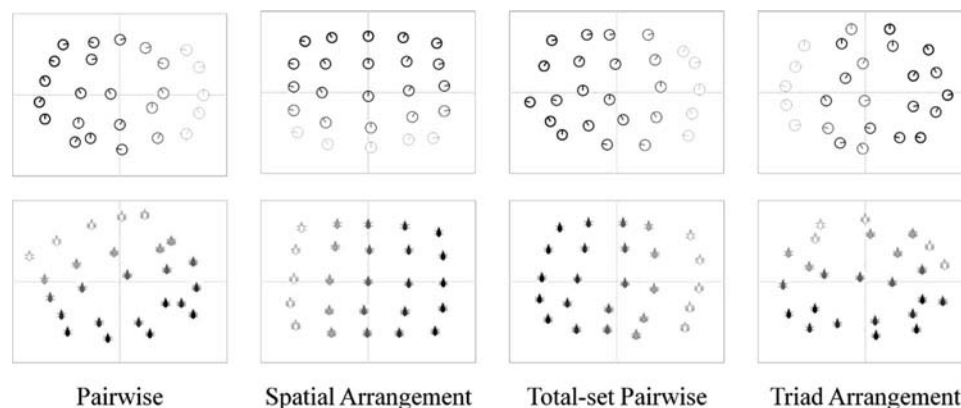 Pairwise
Spatial Arrangement
Total-set Pairwise
Triad Arrangement